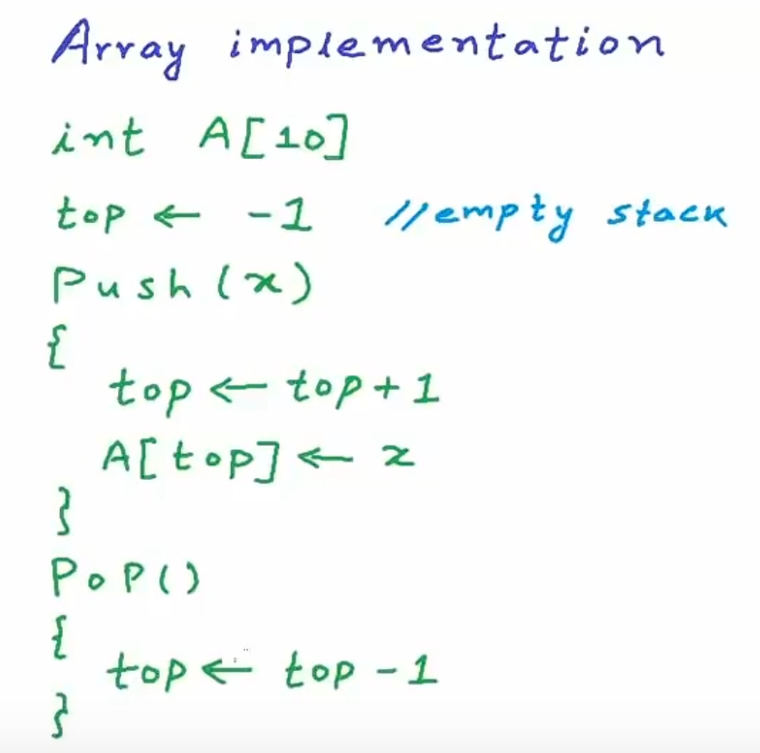 Array implementation
int A[10]
top ← -1 //empty stack
Push(x)
{
top ← top+1
A[top] ← x
}
Pop()
{
top ← top -1
}